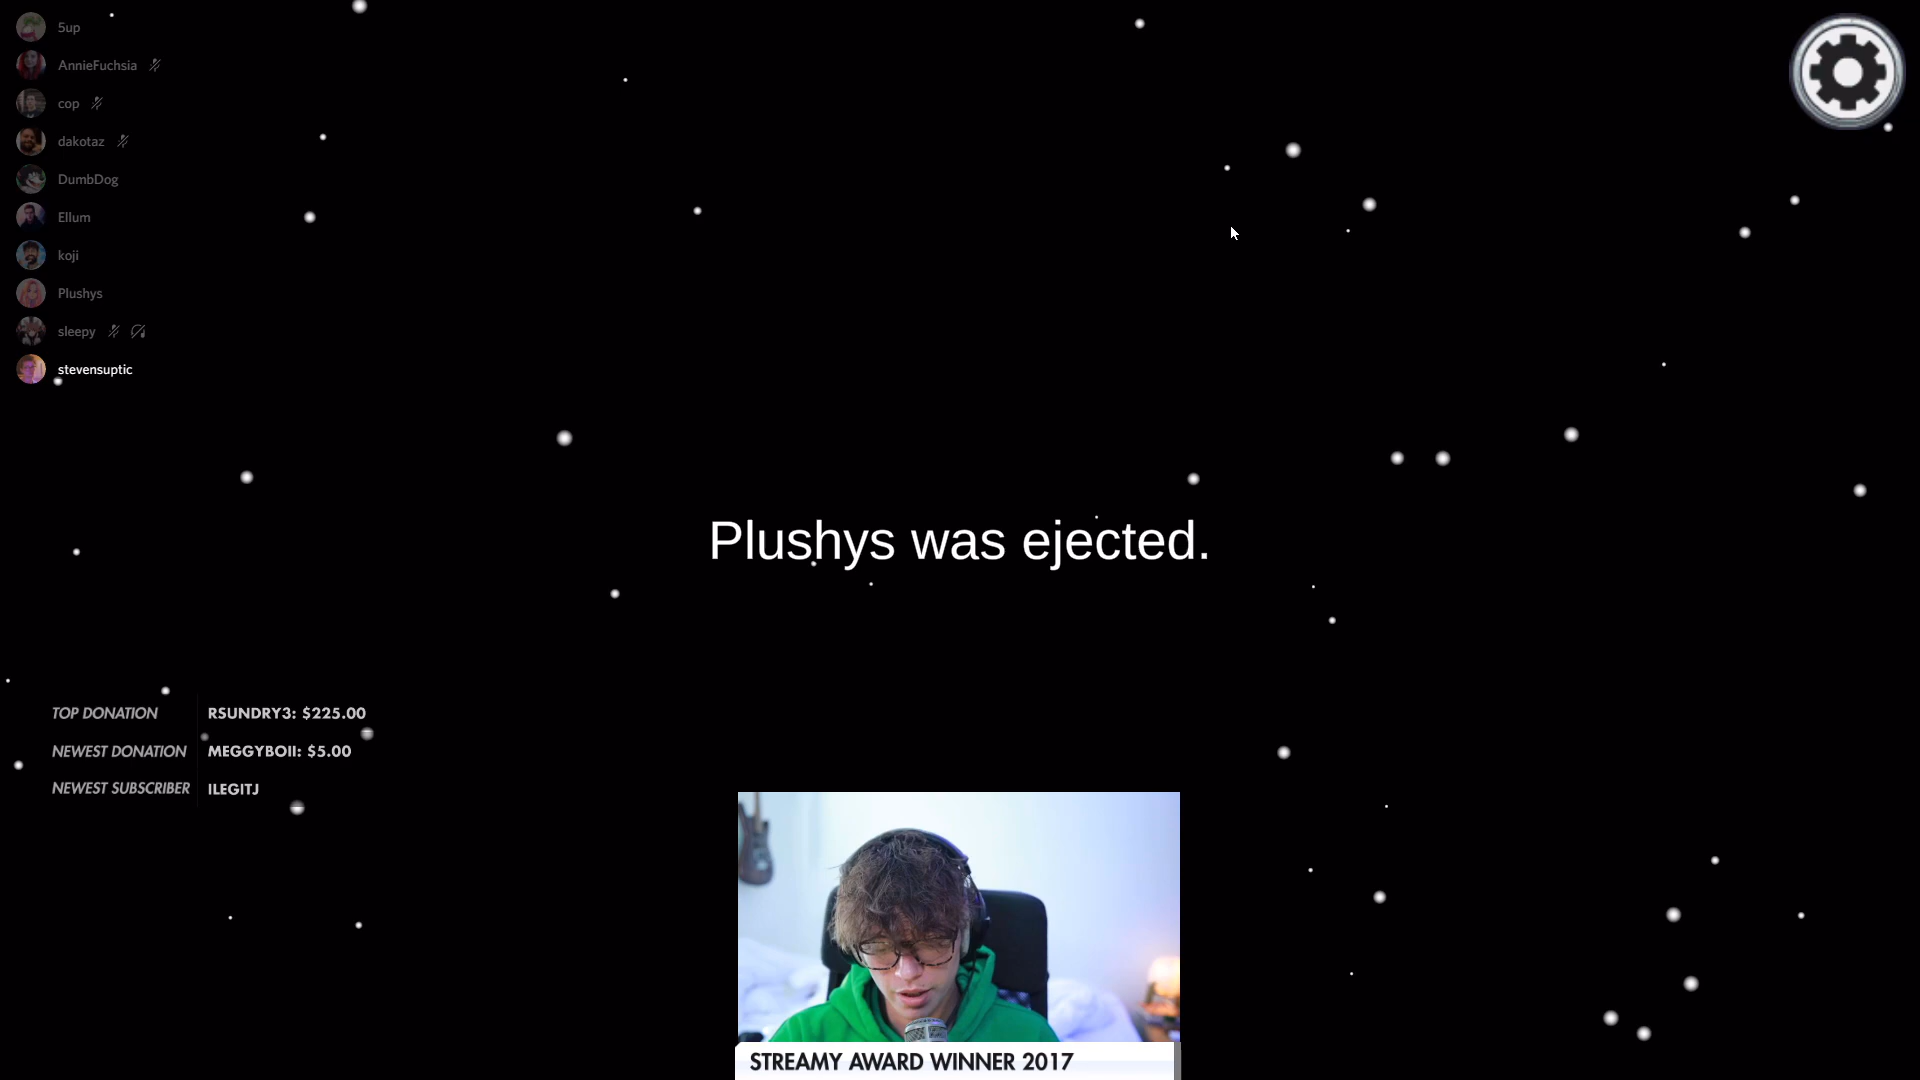 5up
AnnieFuchsia
cop
dakotaz
DumbDog
Ellum
koji
Plushys
sleepy
stevensuptic
Plushys was ejected.
TOP DONATION RSUNDRY3: $225.00
NEWEST DONATION MEGGYBOII: $5.00
NEWEST SUBSCRIBER ILEGITJ
STREAMY AWARD WINNER 2017